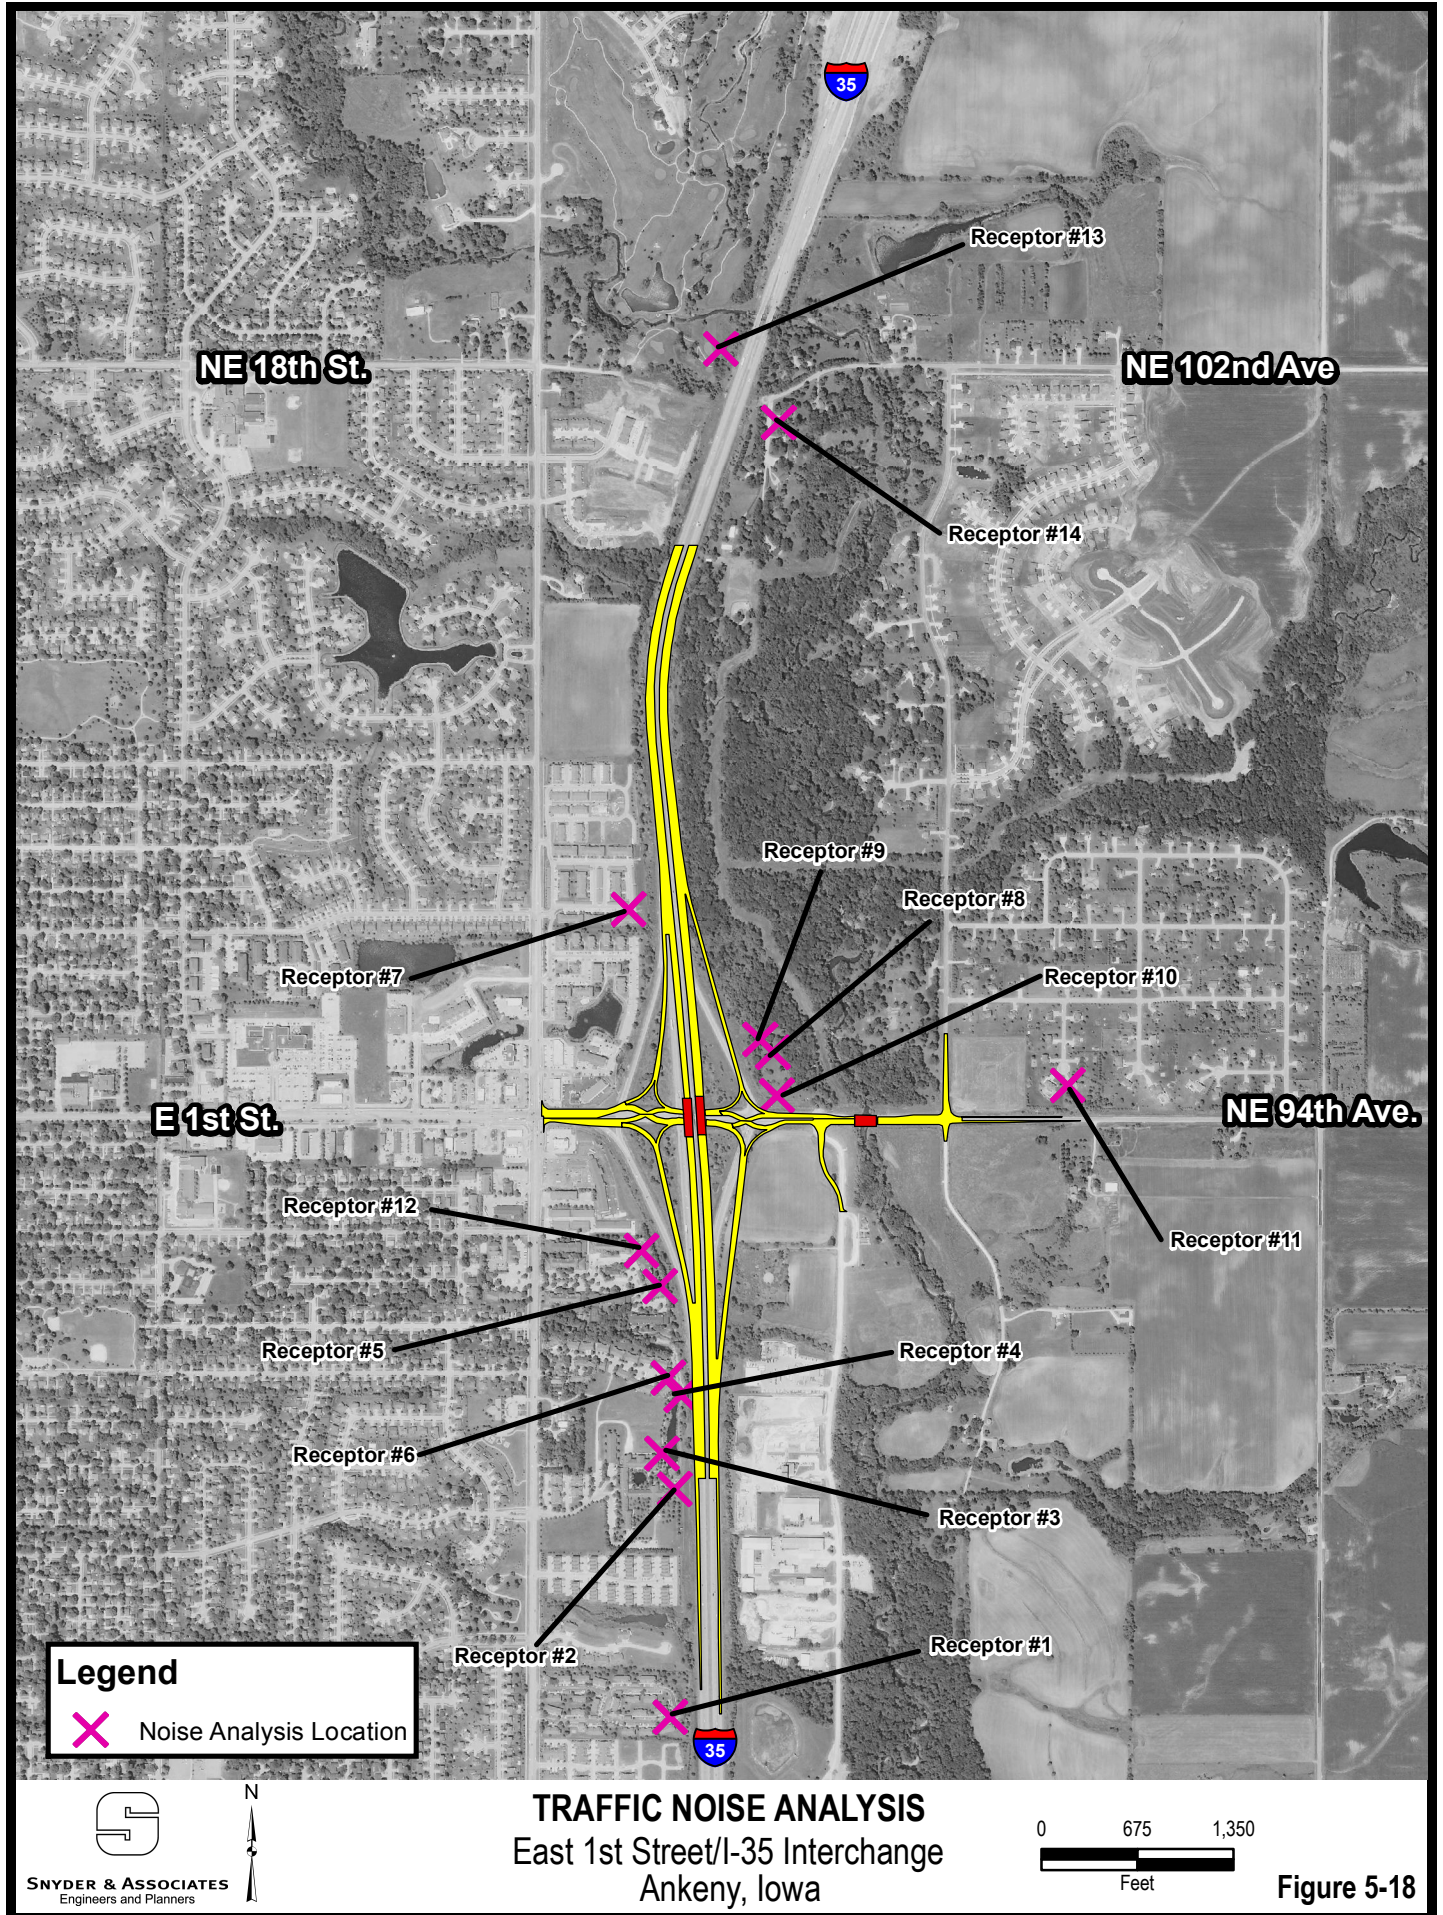 35
Receptor #13
NE 18th St.
NE 102nd Ave
Receptor #14
Receptor #9
Receptor #8
Receptor #7
Receptor #10
E 1st St.
NE 94th Ave.
Receptor #12
Receptor #11
Receptor #5
Receptor #4
Receptor #6
Receptor #3
Receptor #2
Receptor #1
Legend
Noise Analysis Location
35
S
SNYDER & ASSOCIATES
Engineers and Planners
N
TRAFFIC NOISE ANALYSIS
East 1st Street/I-35 Interchange
Ankeny, Iowa
0 675 1,350
Feet
Figure 5-18